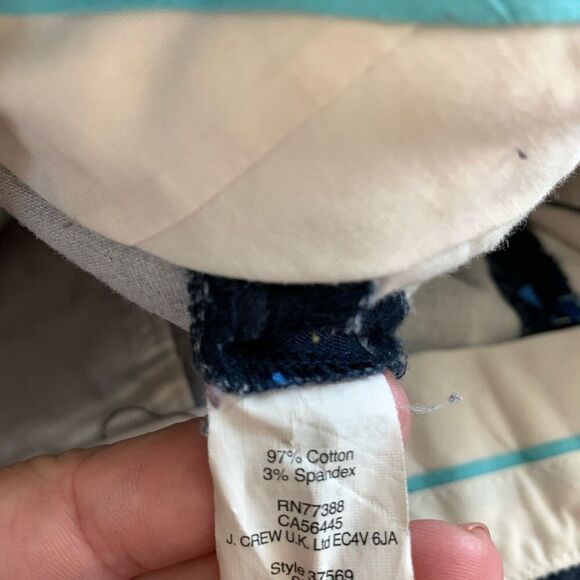 97% Cotton
3% Spandex
RN77388
CA56445
J. CREW U.K. Ltd EC4V 6JA
Style 37569